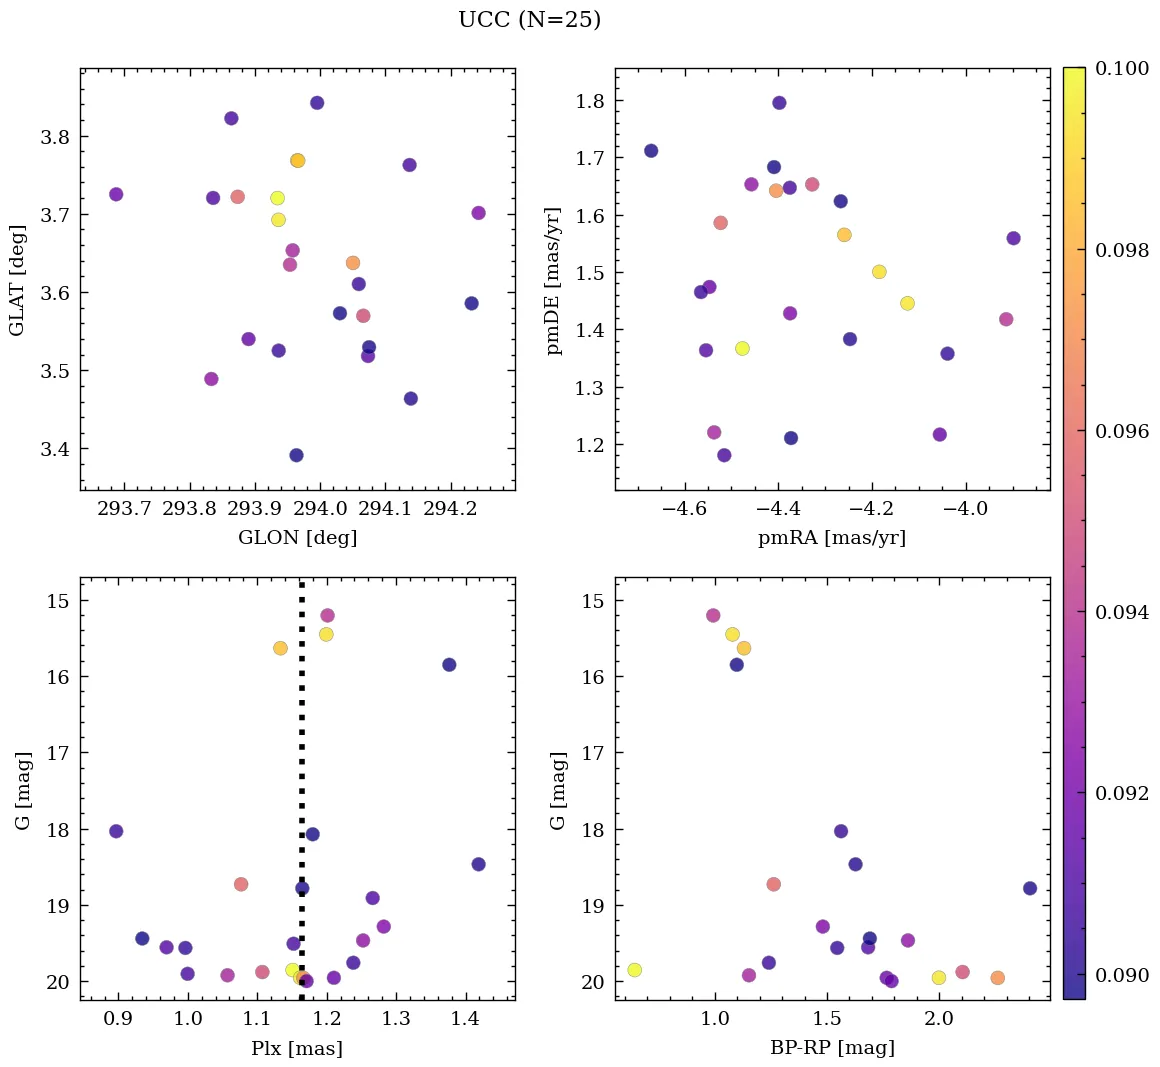 UCC (N=25)
3.8
3.7
3.6
3.5
3.4
GLAT [deg]
293.7 293.8 293.9 294.0 294.1 294.2
GLON [deg]
1.8
1.7
1.6
1.5
1.4
1.3
1.2
pmDE [mas/yr]
−4.6 −4.4 −4.2 −4.0
pmRA [mas/yr]
0.100
0.098
0.096
0.094
0.092
0.090
15
16
17
18
19
20
G [mag]
0.9 1.0 1.1 1.2 1.3 1.4
Plx [mas]
15
16
17
18
19
20
G [mag]
1.0 1.5 2.0
BP-RP [mag]